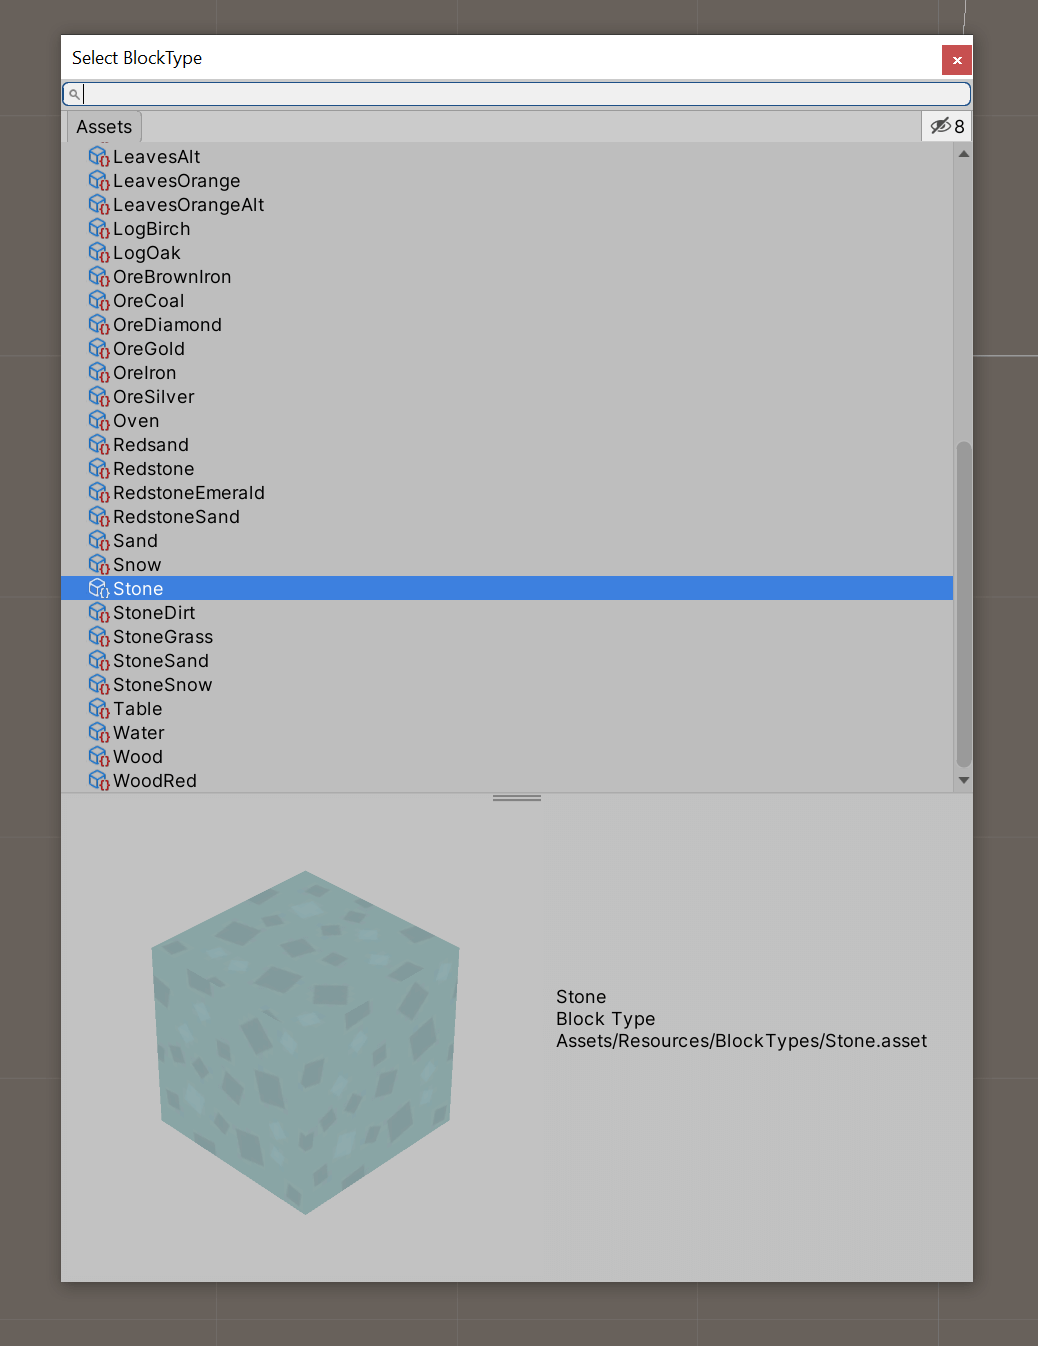 Select BlockType
Assets
8
LeavesAlt
LeavesOrange
LeavesOrangeAlt
LogBirch
LogOak
OreBrownIron
OreCoal
OreDiamond
OreGold
OreIron
OreSilver
Oven
Redsand
Redstone
RedstoneEmerald
RedstoneSand
Sand
Snow
Stone
StoneDirt
StoneGrass
StoneSand
StoneSnow
Table
Water
Wood
WoodRed
Stone
Block Type
Assets/Resources/BlockTypes/Stone.asset